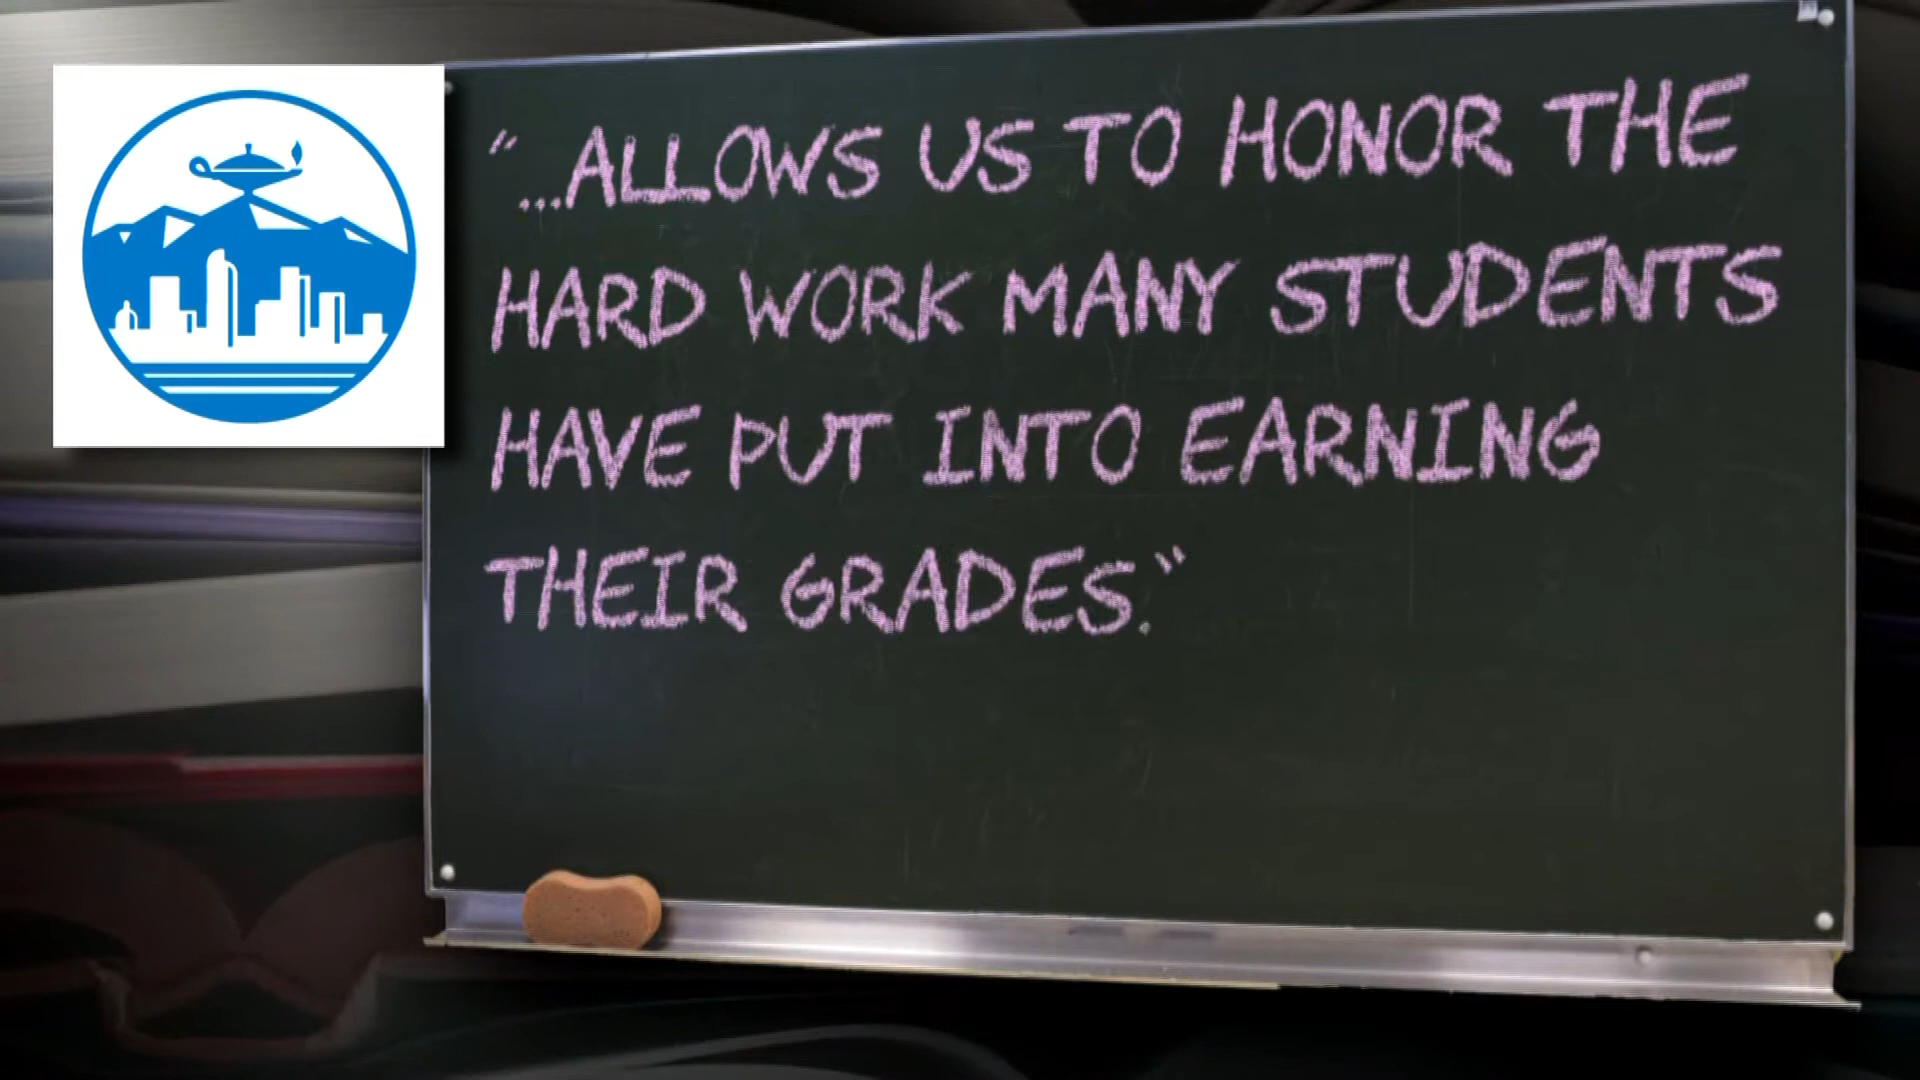 “...ALLOWS US TO HONOR THE
HARD WORK MANY STUDENTS
HAVE PUT INTO EARNING
THEIR GRADES.”